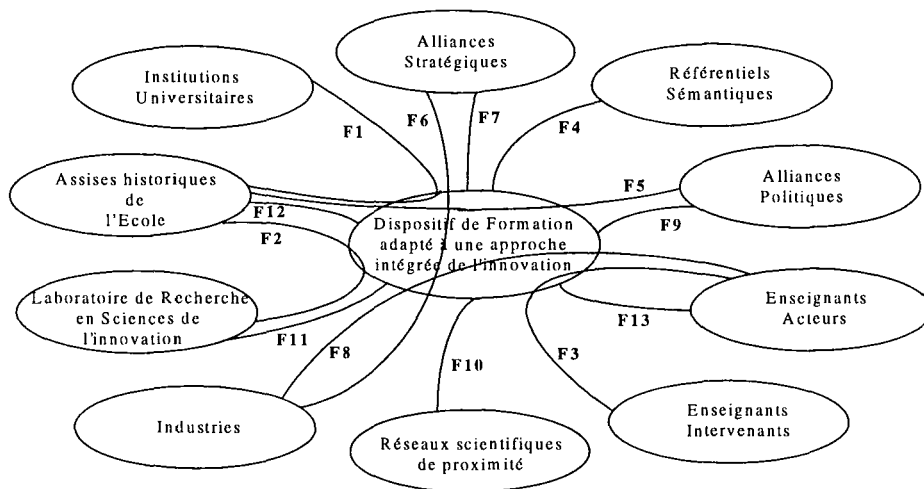 Alliances
Stratégiques
Institutions
Universitaires
Référentiels
Sémantiques
F1
F6
F7
F4
Assises historiques
de
l'Ecole
F5
Alliances
Politiques
F12
F2
F9
Dispositif de Formation
adapté à une approche
intégrée de l'innovation
Laboratoire de Recherche
en Sciences de
l'innovation
Enseignants
Acteurs
F11
F8
F10
F3
F13
Industries
Réseaux scientifiques
de proximité
Enseignants
Intervenants